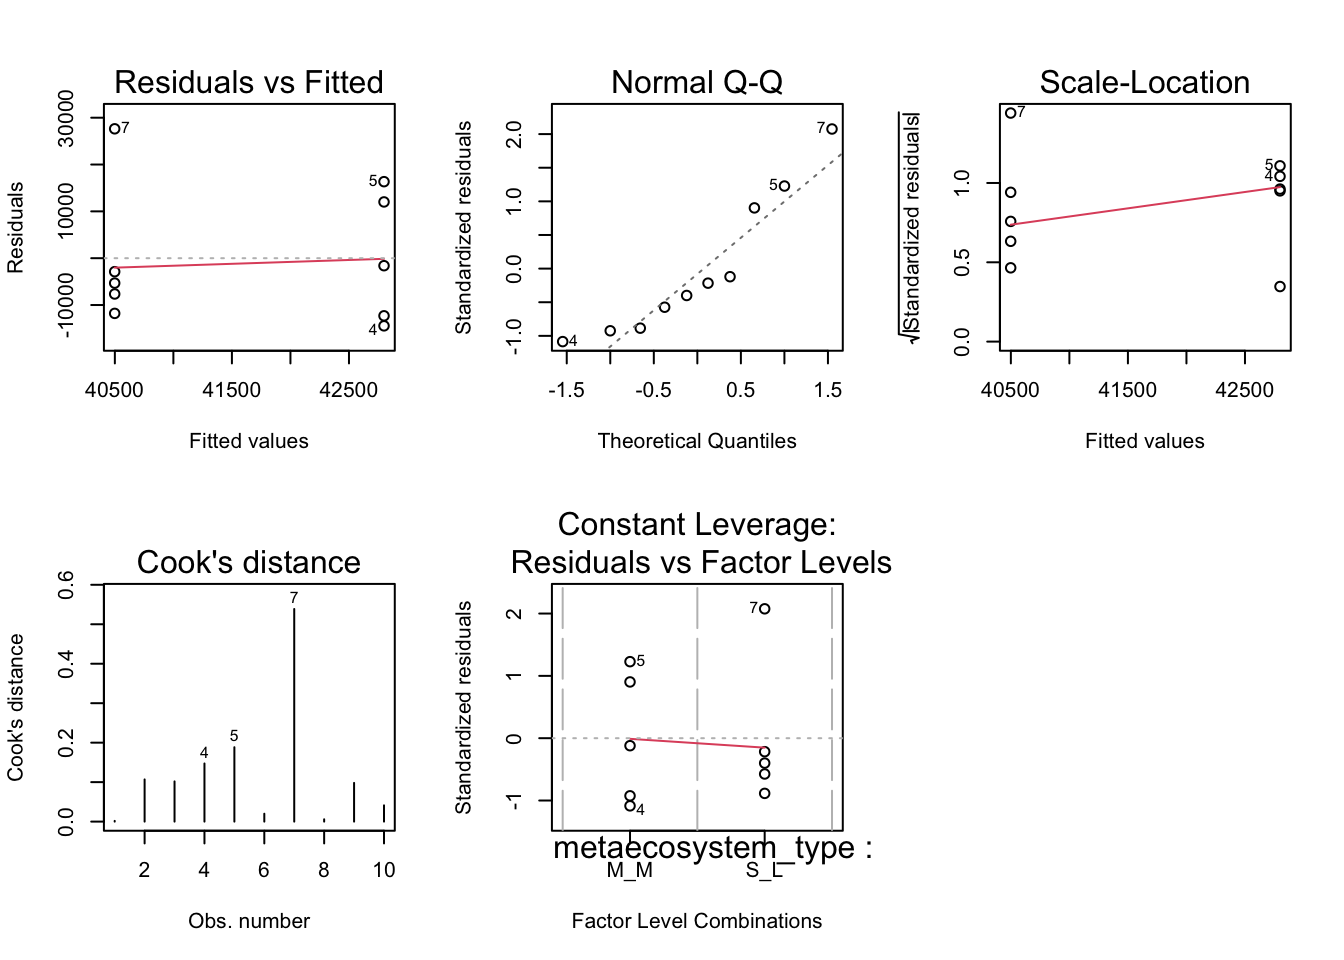 Residuals vs Fitted
Residuals
-10000 10000 30000
7
5
4
40500 41500 42500
Fitted values
Normal Q-Q
Standardized residuals
-1.0 0.0 1.0 2.0
7
5
4
-1.5 -0.5 0.5 1.5
Theoretical Quantiles
Scale-Location
√|Standardized residuals|
0.0 0.5 1.0
7
5
4
40500 41500 42500
Fitted values
Cook's distance
Cook's distance
0.0 0.2 0.4 0.6
7
5
4
2 4 6 8 10
Obs. number
Constant Leverage:
Residuals vs Factor Levels
Standardized residuals
-1 0 1 2
7
5
4
metaecosystem_type :
M_M S_L
Factor Level Combinations